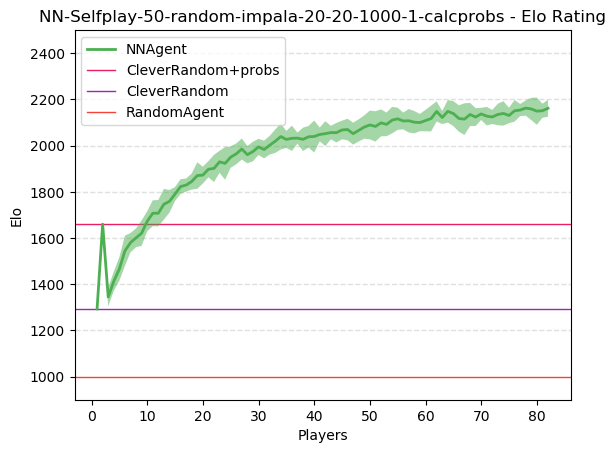 NN-Selfplay-50-random-impala-20-20-1000-1-calcprobs - Elo Rating
NNAgent
CleverRandom+probs
CleverRandom
RandomAgent
Elo
2400
2200
2000
1800
1600
1400
1200
1000
0 10 20 30 40 50 60 70 80
Players